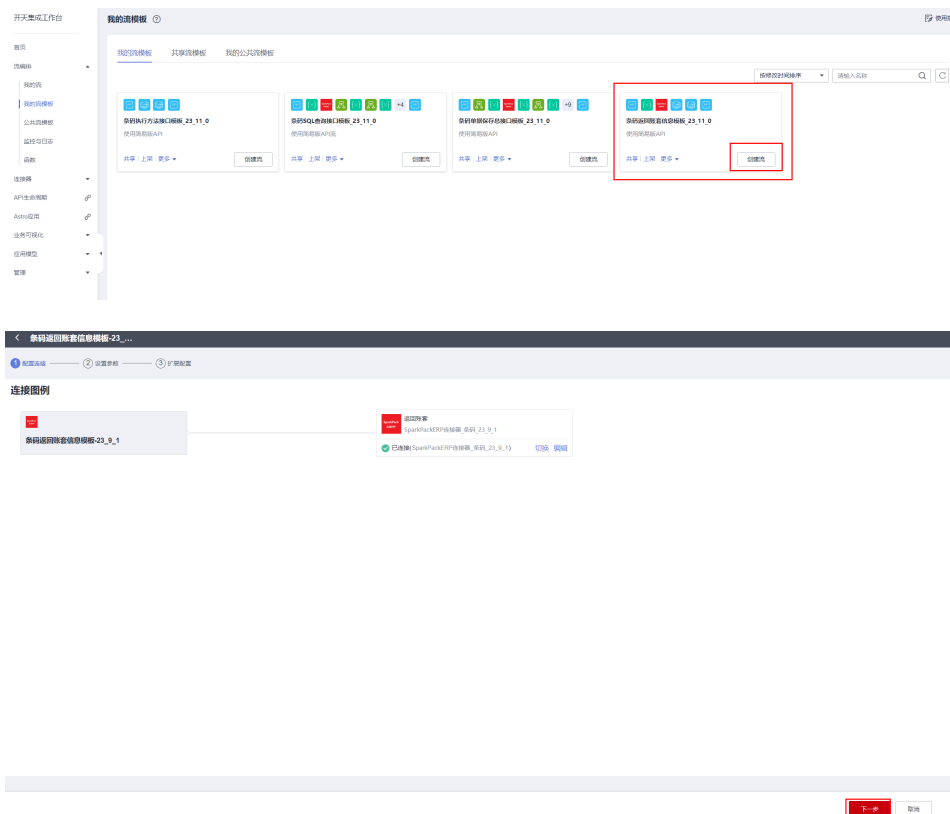 开天集成工作台
我的流模板
首页
流编排
我的流
我的流模板
公共流模板
监控与日志
函数
连接器
API生命周期
Astro应用
业务可视化
应用模型
管理
我的流模板 共享流模板 我的公共流模板
按修改时间排序 请输入名称
条码执行方法接口模板_23_11_0
使用简易版API
共享 上架 更多 创建流
+4
条码SQL查询接口模板_23_11_0
使用简易版API流
共享 上架 更多 创建流
+9
条码单据保存总接口模板_23_11_0
使用简易版API
共享 上架 更多 创建流
条码返回账套信息模板_23_11_0
使用简易版API
共享 上架 更多 创建流
条码返回账套信息模板-23_...
1 配置连接 2 设置参数 3 扩展配置
连接图例
条码返回账套信息模板-23_9_1
返回账套
SparkPackERP连接器_条码_23_9_1
已连接(SparkPackERP连接器_条码_23_9_1) 切换 编辑
下一步 取消